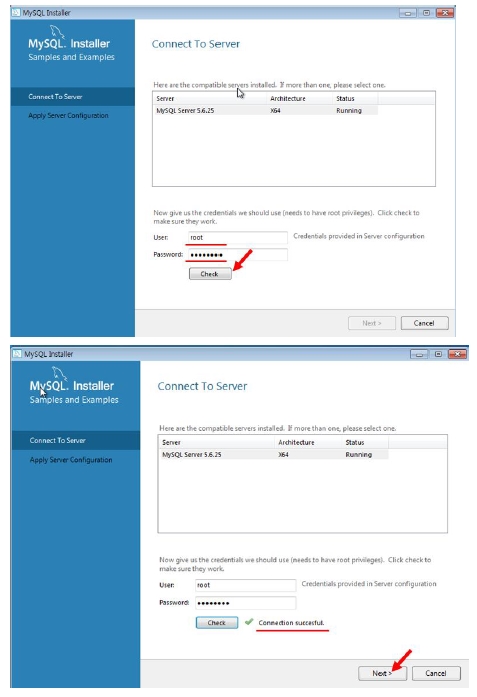 MySQL Installer
MySQL. Installer
Samples and Examples
Connect To Server
Apply Server Configuration
Connect To Server
Here are the compatible servers installed. If more than one, please select one.
Server Architecture Status
MySQL Server 5.6.25 X64 Running
Now give us the credentials we should use (needs to have root privileges). Click check to
make sure they work.
User: root Credentials provided in Server configuration
Password: ••••••••
Check
Next > Cancel
MySQL Installer
MySQL. Installer
Samples and Examples
Connect To Server
Apply Server Configuration
Connect To Server
Here are the compatible servers installed. If more than one, please select one.
Server Architecture Status
MySQL Server 5.6.25 X64 Running
Now give us the credentials we should use (needs to have root privileges). Click check to
make sure they work.
User: root Credentials provided in Server configuration
Password: ••••••••
Check Connection succesful.
Next > Cancel